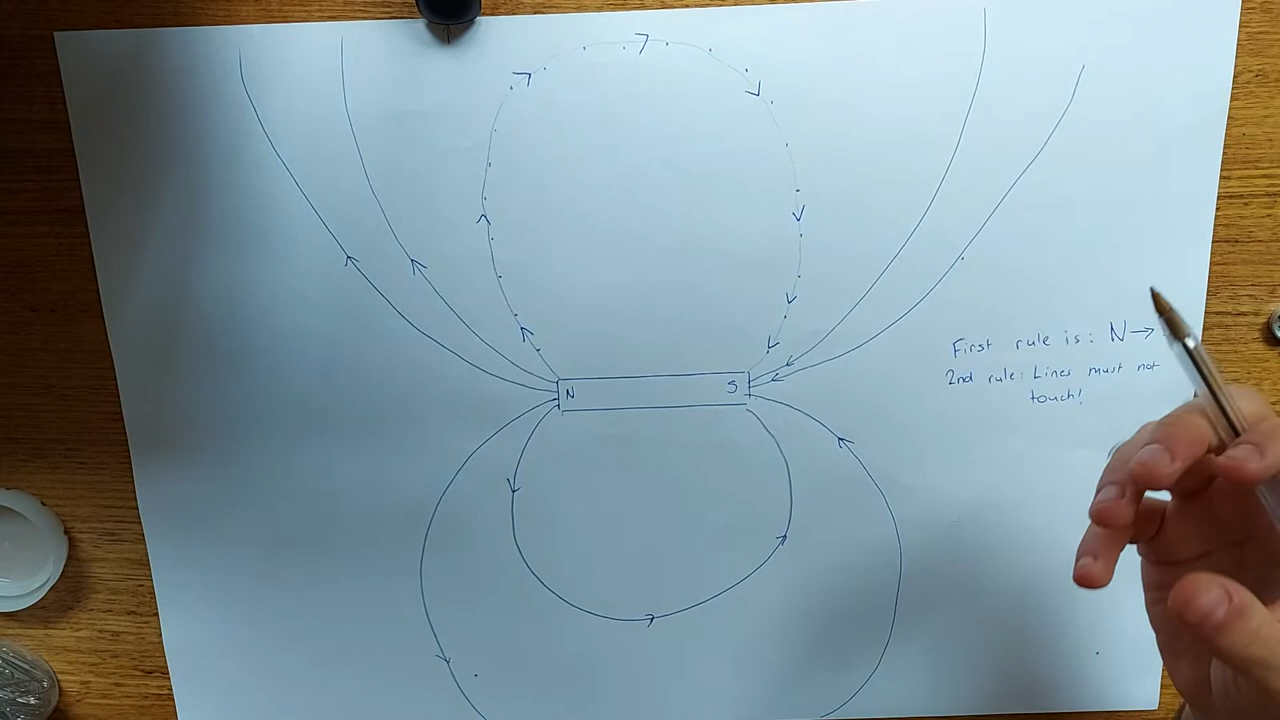 N
S
First rule is: N→
2nd rule: Lines must not
touch!